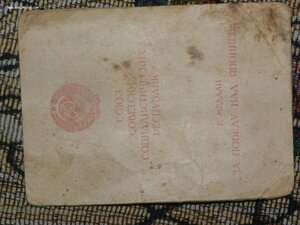 СОЮЗ
СОВЕТСКИХ
СОЦИАЛИСТИЧЕСКИХ
РЕСПУБЛИК
К МЕДАЛИ
„ЗА ПОБЕДУ НАД ЯПОНИЕЙ“